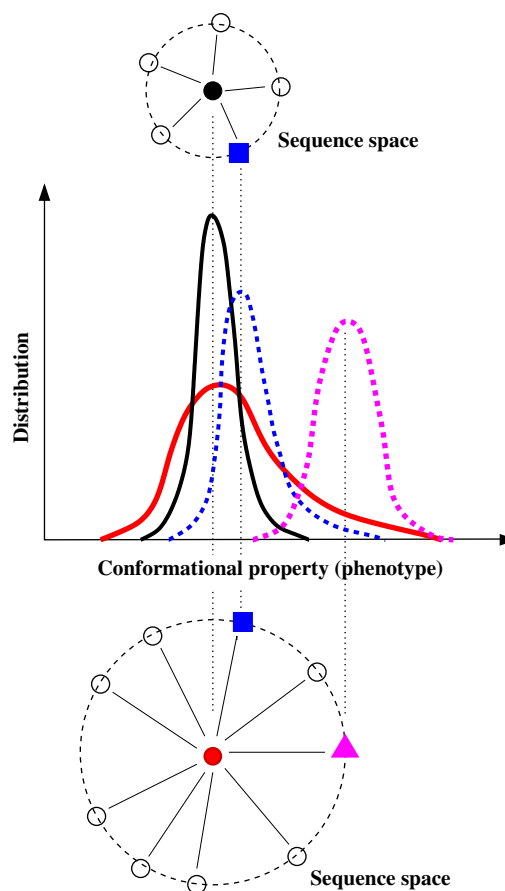 Sequence space
Distribution
Conformational property (phenotype)
Sequence space